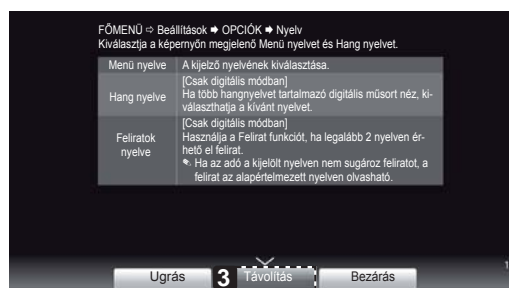 FŐMENÜ ⇨ Beállítások ➡ OPCIÓK ➡ Nyelv
Kiválasztja a képernyőn megjelenő Menü nyelvet és Hang nyelvet.
Menü nyelve A kijelző nyelvének kiválasztása.
[Csak digitális módban]
Hang nyelve Ha több hangnyelvet tartalmazó digitális műsort néz, ki-
választhatja a kívánt nyelvet.
[Csak digitális módban]
Feliratok nyelve Használja a Felirat funkciót, ha legalább 2 nyelven ér-
hető el felirat.
✎ Ha az adó a kijelölt nyelven nem sugároz feliratot, a
felirat az alapértelmezett nyelven olvasható.
Ugrás 3 Távolítás Bezárás
1